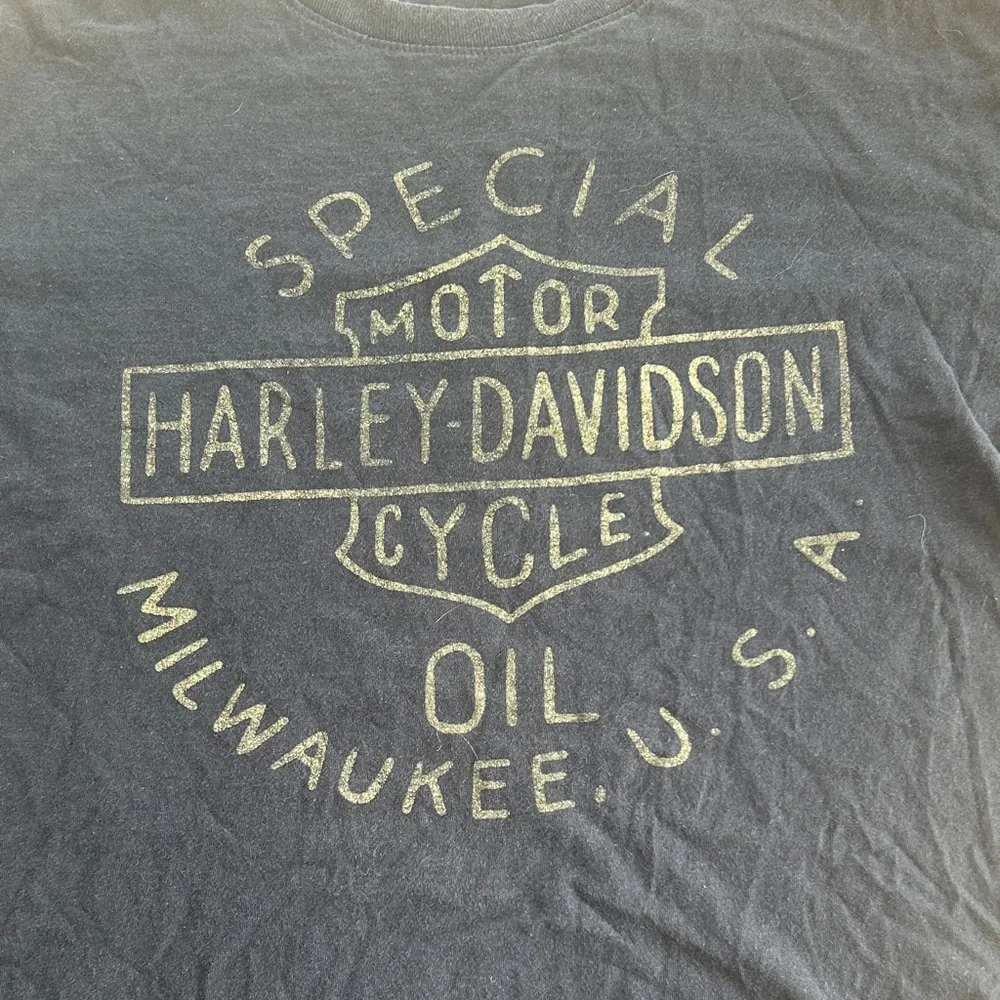 SPECIAL
MOTOR
HARLEY-DAVIDSON
CYCLE.
OIL
MILWAUKEE, U.S.A.